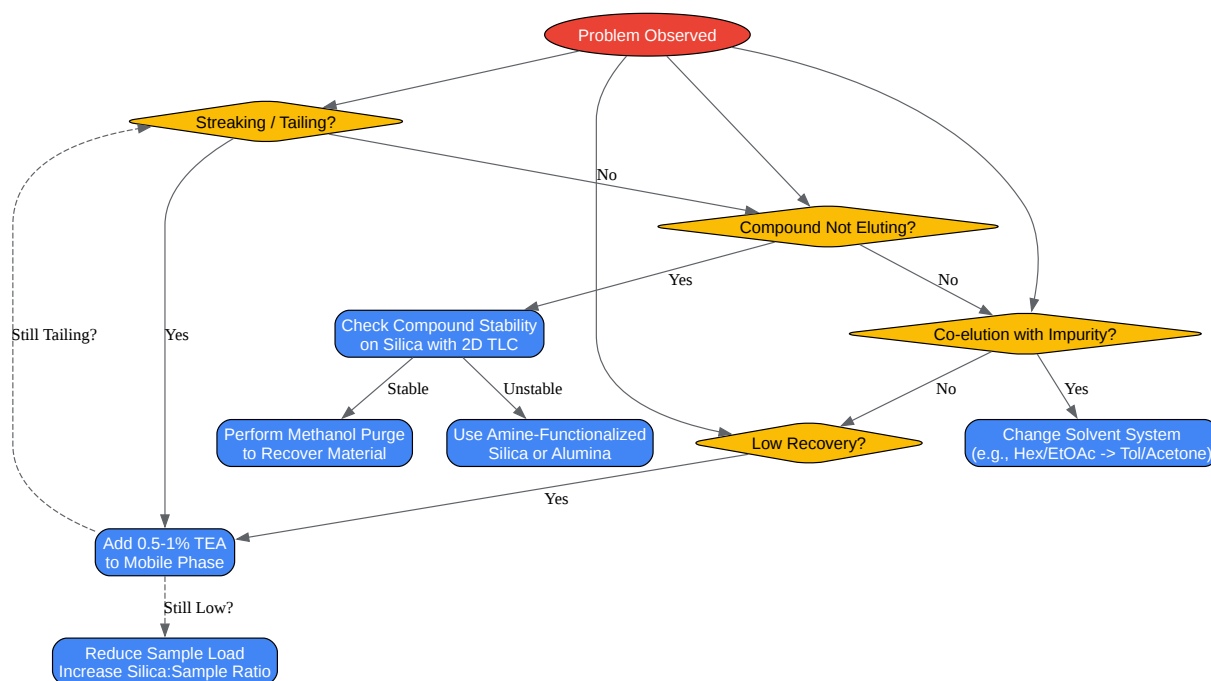 Problem Observed
Streaking / Tailing?
No
Compound Not Eluting?
Yes
No
Check Compound Stability
on Silica with 2D TLC
Co-elution with Impurity?
Still Tailing?
Yes
Stable
Unstable
No
Yes
Perform Methanol Purge
to Recover Material
Use Amine-Functionalized
Silica or Alumina
Low Recovery?
Change Solvent System
(e.g., Hex/EtOAc -> Tol/Acetone)
Yes
Add 0.5-1% TEA
to Mobile Phase
Still Low?
Reduce Sample Load
Increase Silica:Sample Ratio